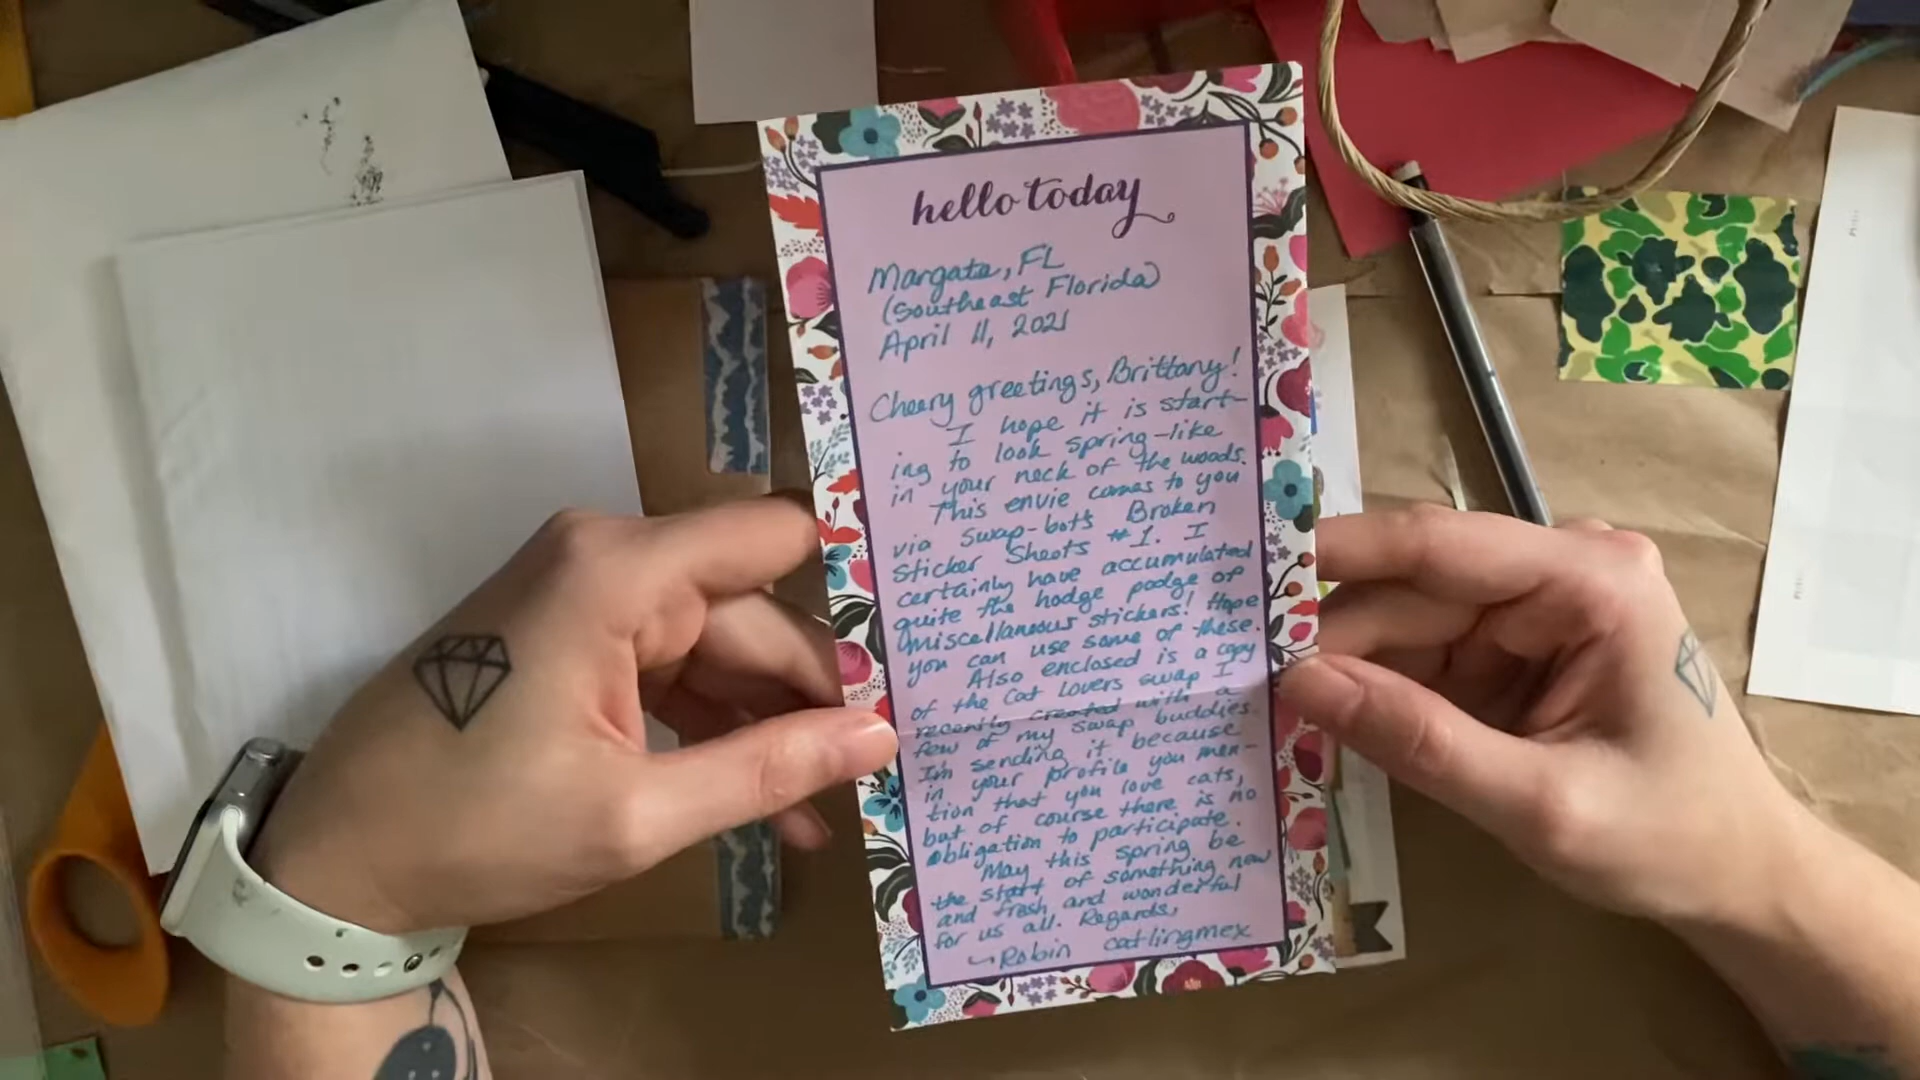 hello today
Margate, FL
(Southeast Florida)
April 11, 2021
Cheery greetings, Brittany!
I hope it is start-
ing to look spring-like
in your neck of the woods.
This envie comes to you
via Swap-bot's Broken
Sticker Sheets #1. I
certainly have accumulated
quite the hodge podge of
miscellaneous stickers! Hope
you can use some of these.
Also enclosed is a copy
of the Cat Lovers swap I
recently created with a
few of my swap buddies.
I'm sending it because
in your profile you men-
tion that you love cats,
but of course there is no
obligation to participate.
May this spring be
the start of something new
and fresh and wonderful
for us all. Regards,
Robin catlingmex